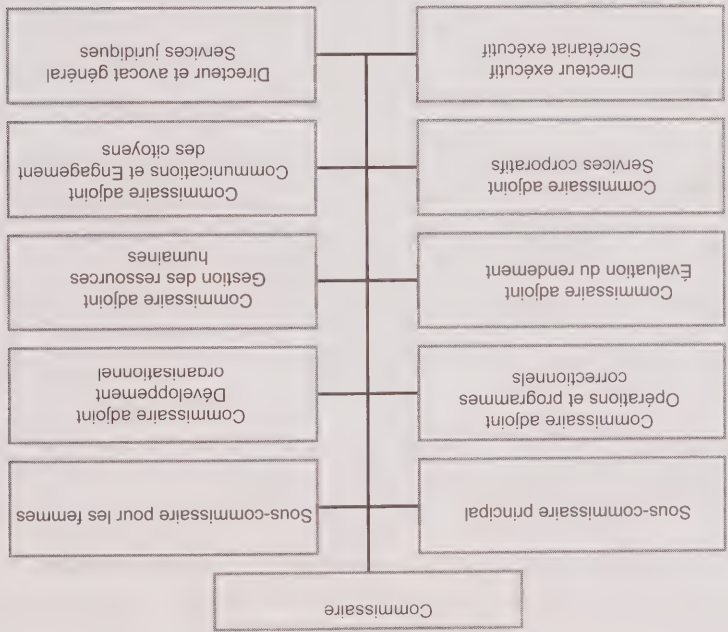 Commissaire
Sous-commissaire principal
Sous-commissaire pour les femmes
Commissaire adjoint
Opérations et programmes
correctionnels
Commissaire adjoint
Développement
organisationnel
Commissaire adjoint
Évaluation du rendement
Commissaire adjoint
Gestion des ressources
humaines
Commissaire adjoint
Services corporatifs
Commissaire adjoint
Communications et Engagement
des citoyens
Directeur exécutif
Secrétariat exécutif
Directeur et avocat général
Services juridiques